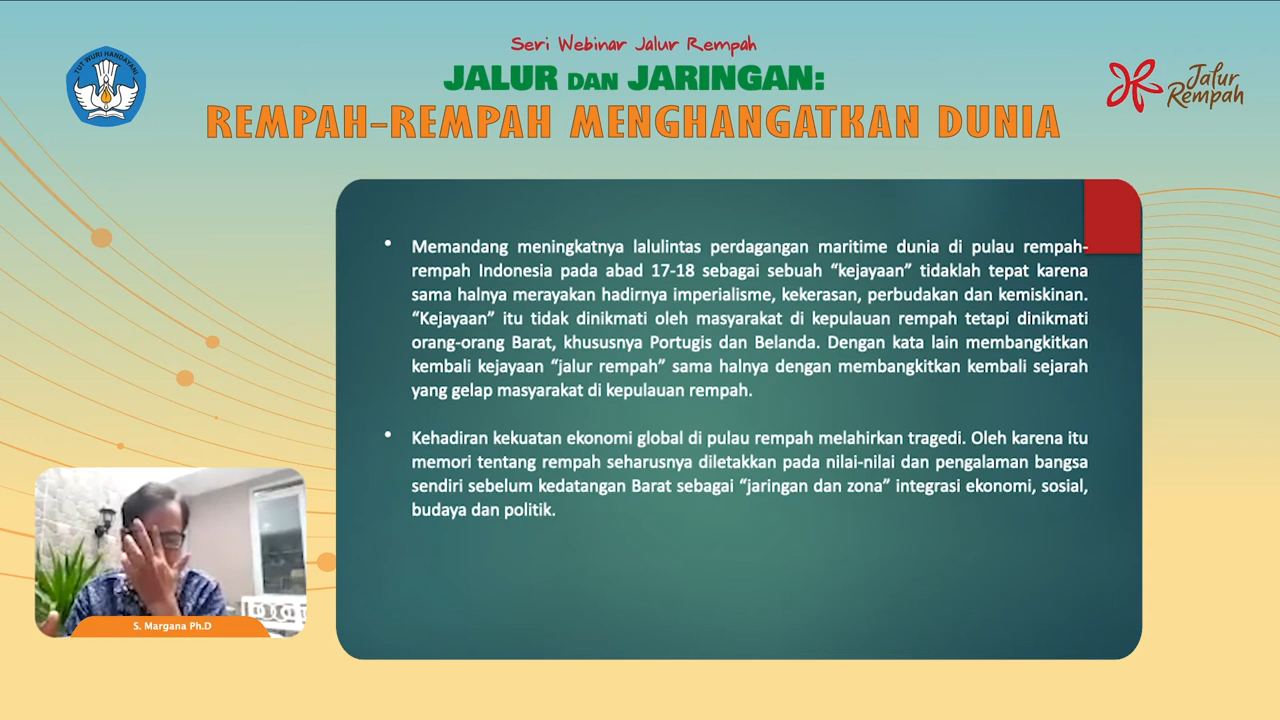 Seri Webinar Jalur Rempah
JALUR DAN JARINGAN:
REMPAH-REMPAH MENGHANGATKAN DUNIA
TUT WURI HANDAYANI
Jalur
Rempah
• Memandang meningkatnya lalulintas perdagangan maritime dunia di pulau rempah-
rempah Indonesia pada abad 17-18 sebagai sebuah “kejayaan” tidaklah tepat karena
sama halnya merayakan hadirnya imperialisme, kekerasan, perbudakan dan kemiskinan.
“Kejayaan” itu tidak dinikmati oleh masyarakat di kepulauan rempah tetapi dinikmati
orang-orang Barat, khususnya Portugis dan Belanda. Dengan kata lain membangkitkan
kembali kejayaan “jalur rempah” sama halnya dengan membangkitkan kembali sejarah
yang gelap masyarakat di kepulauan rempah.
• Kehadiran kekuatan ekonomi global di pulau rempah melahirkan tragedi. Oleh karena itu
memori tentang rempah seharusnya diletakkan pada nilai-nilai dan pengalaman bangsa
sendiri sebelum kedatangan Barat sebagai “jaringan dan zona” integrasi ekonomi, sosial,
budaya dan politik.
S. Margana Ph.D